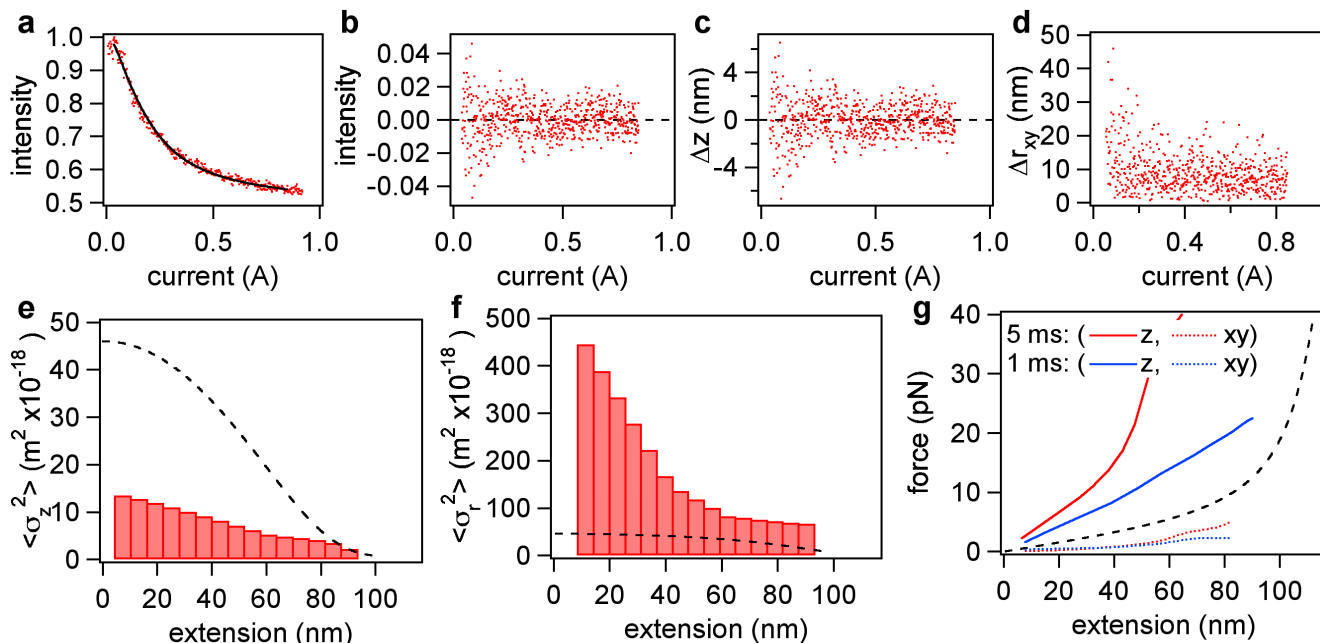 a
1.0
0.9
0.8
0.7
0.6
0.5
intensity
0.0
0.5
1.0
current (A)
b
0.04
0.02
0.00
-0.02
-0.04
intensity
0.0
0.5
1.0
current (A)
c
4
0
-4
Δz (nm)
0.0
0.5
1.0
current (A)
d
50
40
30
20
10
0
Δr_xy (nm)
0.0
0.4
0.8
current (A)
e
50
40
30
20
10
0
<σ_z^2> (m^2 x10^-18)
0
20
40
60
80
100
extension (nm)
f
500
400
300
200
100
0
<σ_r^2> (m^2 x10^-18)
0
20
40
60
80
100
extension (nm)
g
40
30
20
10
0
force (pN)
5 ms: ( z, xy)
1 ms: ( z, xy)
0
20
40
60
80
100
extension (nm)